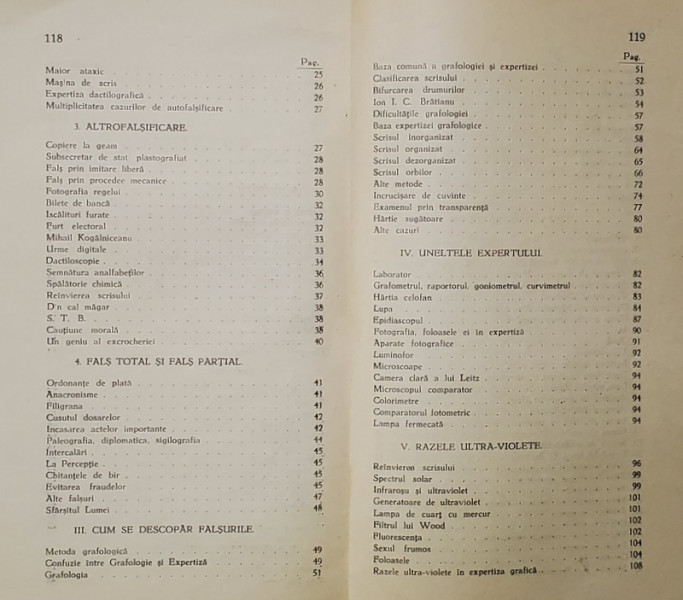 118
Pag.
Maior ataxic 25
Mașina de scris 26
Expertiza dactilografică 26
Multiplicitatea cazurilor de autofalsificare 27
3. ALTROFALȘIFICARE.
Copiere la geam 27
Subsecretar de stat plastografiat 28
Falș prin imitare liberă 28
Falș prin procedee mecanice 28
Fotografia regelui 30
Bilete de bancă 32
Iscălituri furate 32
Furt electoral 32
Mihail Kogălniceanu 33
Urme digitale 33
Dactiloscopie 34
Semnătura analfabeților 36
Spălătorie chimică 36
Reînvierea scrisului 37
D'n cal măgar 38
S. T. B. 38
Cauțiune morală 38
Un geniu al excrocheriei 40
4. FALȘ TOTAL ȘI FALȘ PARȚIAL.
Ordonanțe de plată 41
Anacronisme 41
Filigrana 41
Cusutul dosarelor 42
Incasarea actelor importante 42
Paleografia, diplomatica, sigilografia 44
Intercalări 45
La Percepție 45
Chitanțele de bir 45
Evitarea fraudelor 45
Alte falșuri 47
Sfârșitul Lumei 48
III. CUM SE DESCOPĂR FALȘURILE.
Metoda grafologică 49
Confuzie între Grafologie și Expertiză 49
Grafologia 51
119
Pag.
Baza comună a grafologiei și expertizei 51
Clasificarea scrisului 52
Bifurcarea drumurilor 53
Ion I. C. Brătianu 54
Dificultățile grafologiei 57
Baza expertizei grafologice 57
Scrisul inorganizat 58
Scrisul organizat 64
Scrisul dezorganizat 65
Scrisul orbilor 66
Alte metode 72
Incrucișare de cuvinte 74
Examenul prin transparență 77
Hârtie sugătoare 80
Alte cazuri 80
IV. UNELTELE EXPERTULUI.
Laborator 82
Grafometrul, raportorul, goniometrul, curvimetrul 82
Hârtia celofan 83
Lupa 84
Epidiascopul 87
Fotografia, foloasele ei în expertiză 90
Aparate fotografice 91
Luminofor 92
Microscoape 92
Camera clară a lui Leitz 94
Microscopul comparator 94
Colorimetre 94
Comparatorul fotometric 94
Lampa fermecată 94
V. RAZELE ULTRA-VIOLETE.
Reînvierea scrisului 96
Spectrul solar 99
Infraroșu și ultraviolet 99
Generatoare de ultraviolet 101
Lampa de cuarț cu mercur 101
Filtrul lui Wood 102
Fluorescența 102
Sexul frumos 104
Foloasele 104
Razele ultra-violete în expertiza grafică 108